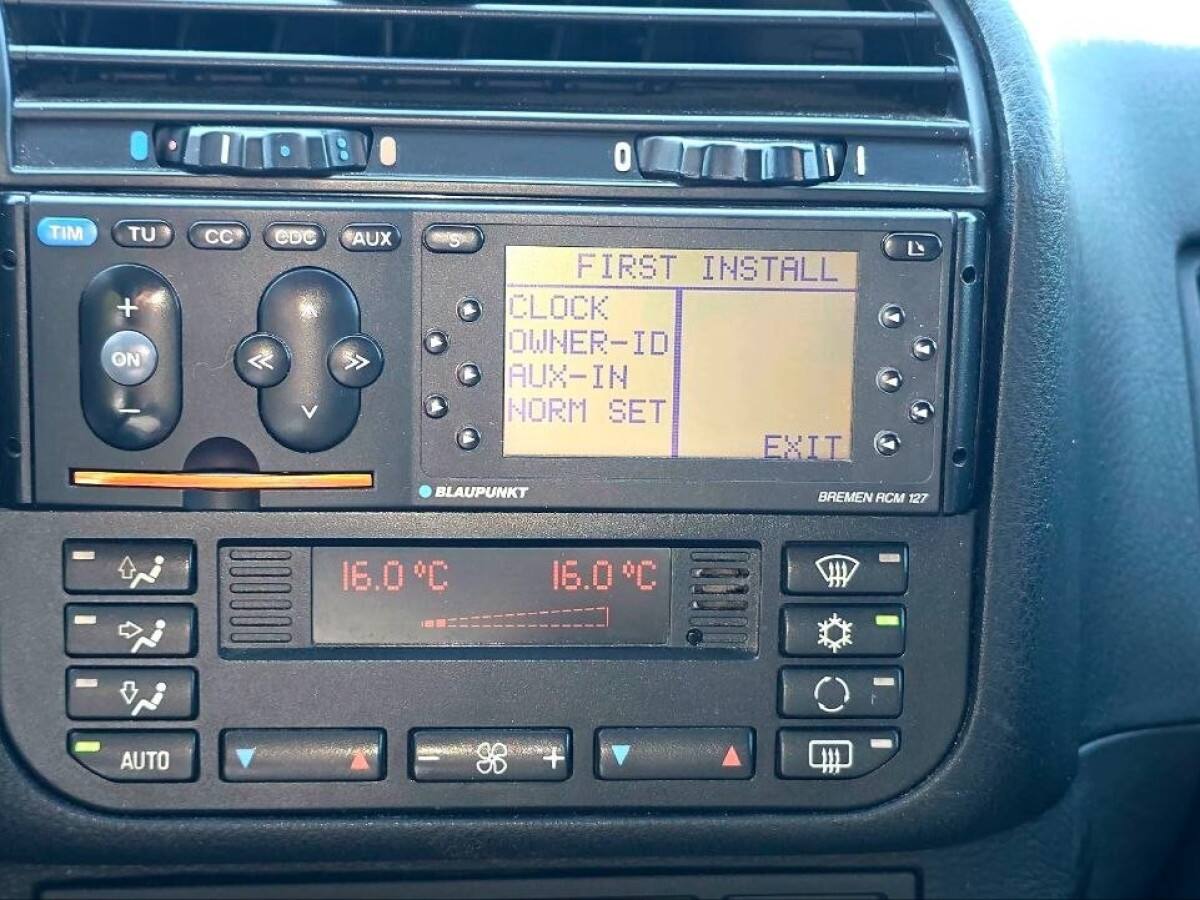 0 I
TIM TU CC CDC AUX S
FIRST INSTALL
CLOCK
+
ON
OWNER-ID
AUX-IN
−
NORM SET
EXIT
BLAUPUNKT
BREMEN RCM 127
16.0 °C 16.0 °C
AUTO
− +